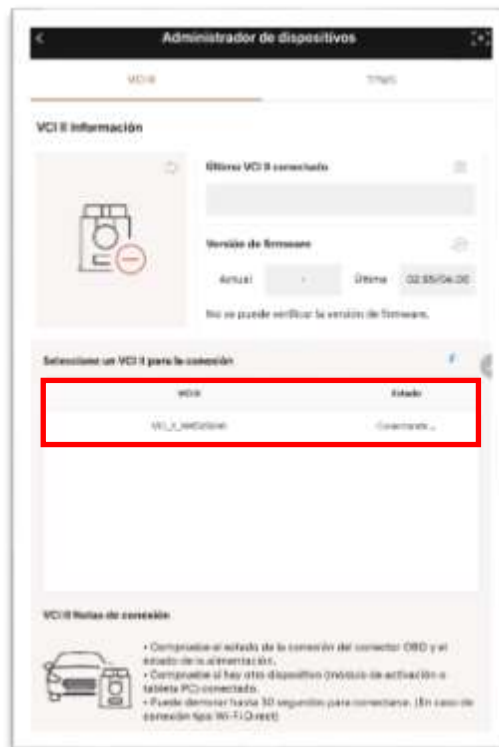 Administrador de dispositivos
VCI II
TPMS
VCI II Información
Último VCI II conectado
Versión de firmware
Actual - Última 02.05/04.00
No se puede verificar la versión de firmware.
Seleccione un VCI II para la conexión
VCI II Estado
Conectando...
VCI II Notas de conexión
• Compruebe el estado de la conexión del conector OBD y el
estado de la alimentación.
• Compruebe si hay otro dispositivo (módulo de activación o
tableta PC) conectado.
• Puede demorar hasta 30 segundos para conectarse. (En caso de
conexión tipo Wi-Fi Direct)